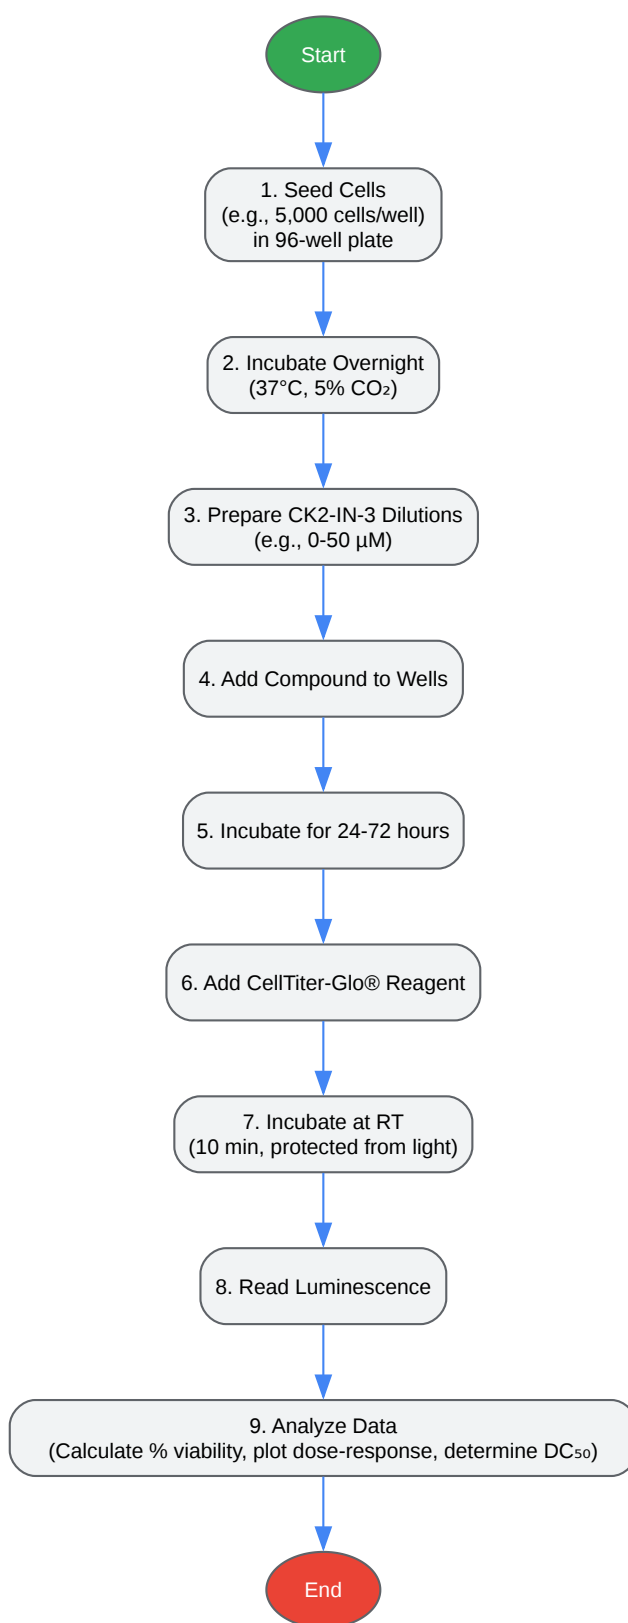 Start
1. Seed Cells
(e.g., 5,000 cells/well)
in 96-well plate
2. Incubate Overnight
(37°C, 5% CO₂)
3. Prepare CK2-IN-3 Dilutions
(e.g., 0-50 µM)
4. Add Compound to Wells
5. Incubate for 24-72 hours
6. Add CellTiter-Glo® Reagent
7. Incubate at RT
(10 min, protected from light)
8. Read Luminescence
9. Analyze Data
(Calculate % viability, plot dose-response, determine DC₅₀)
End